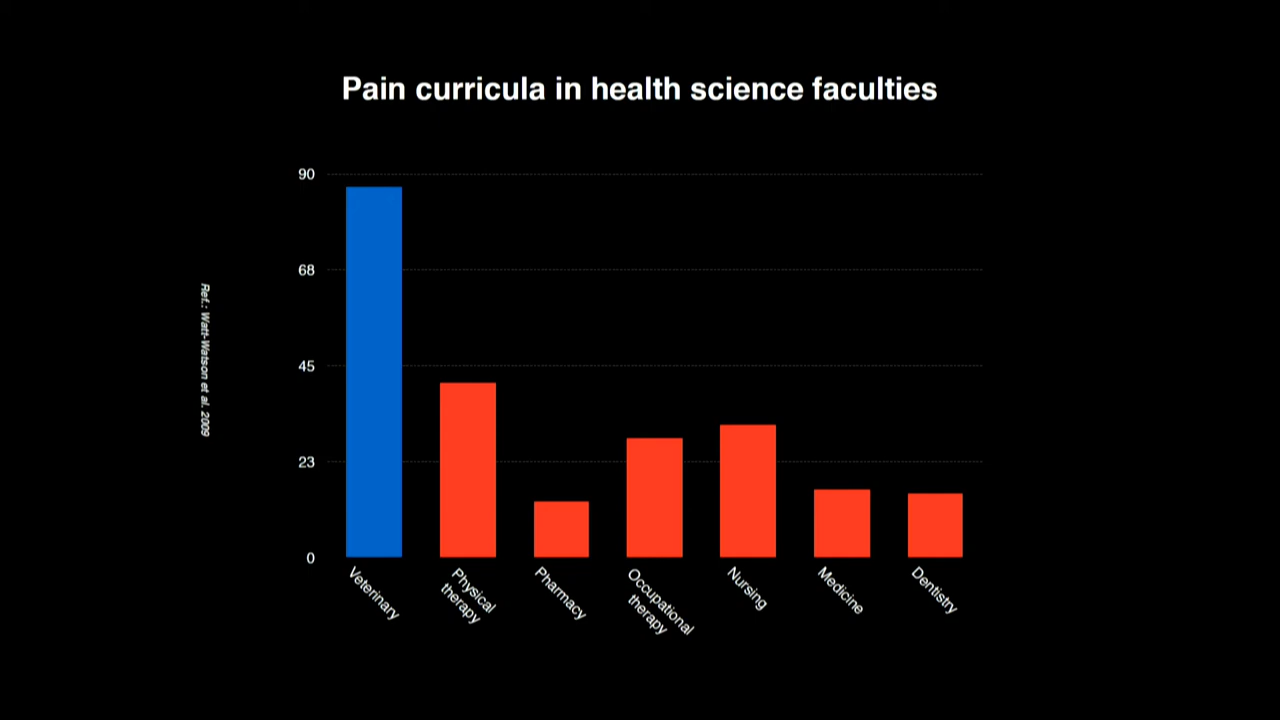 Pain curricula in health science faculties
90
68
45
23
0
Ref.: Watt-Watson et al. 2009
Veterinary
Physical
therapy
Pharmacy
Occupational
therapy
Nursing
Medicine
Dentistry